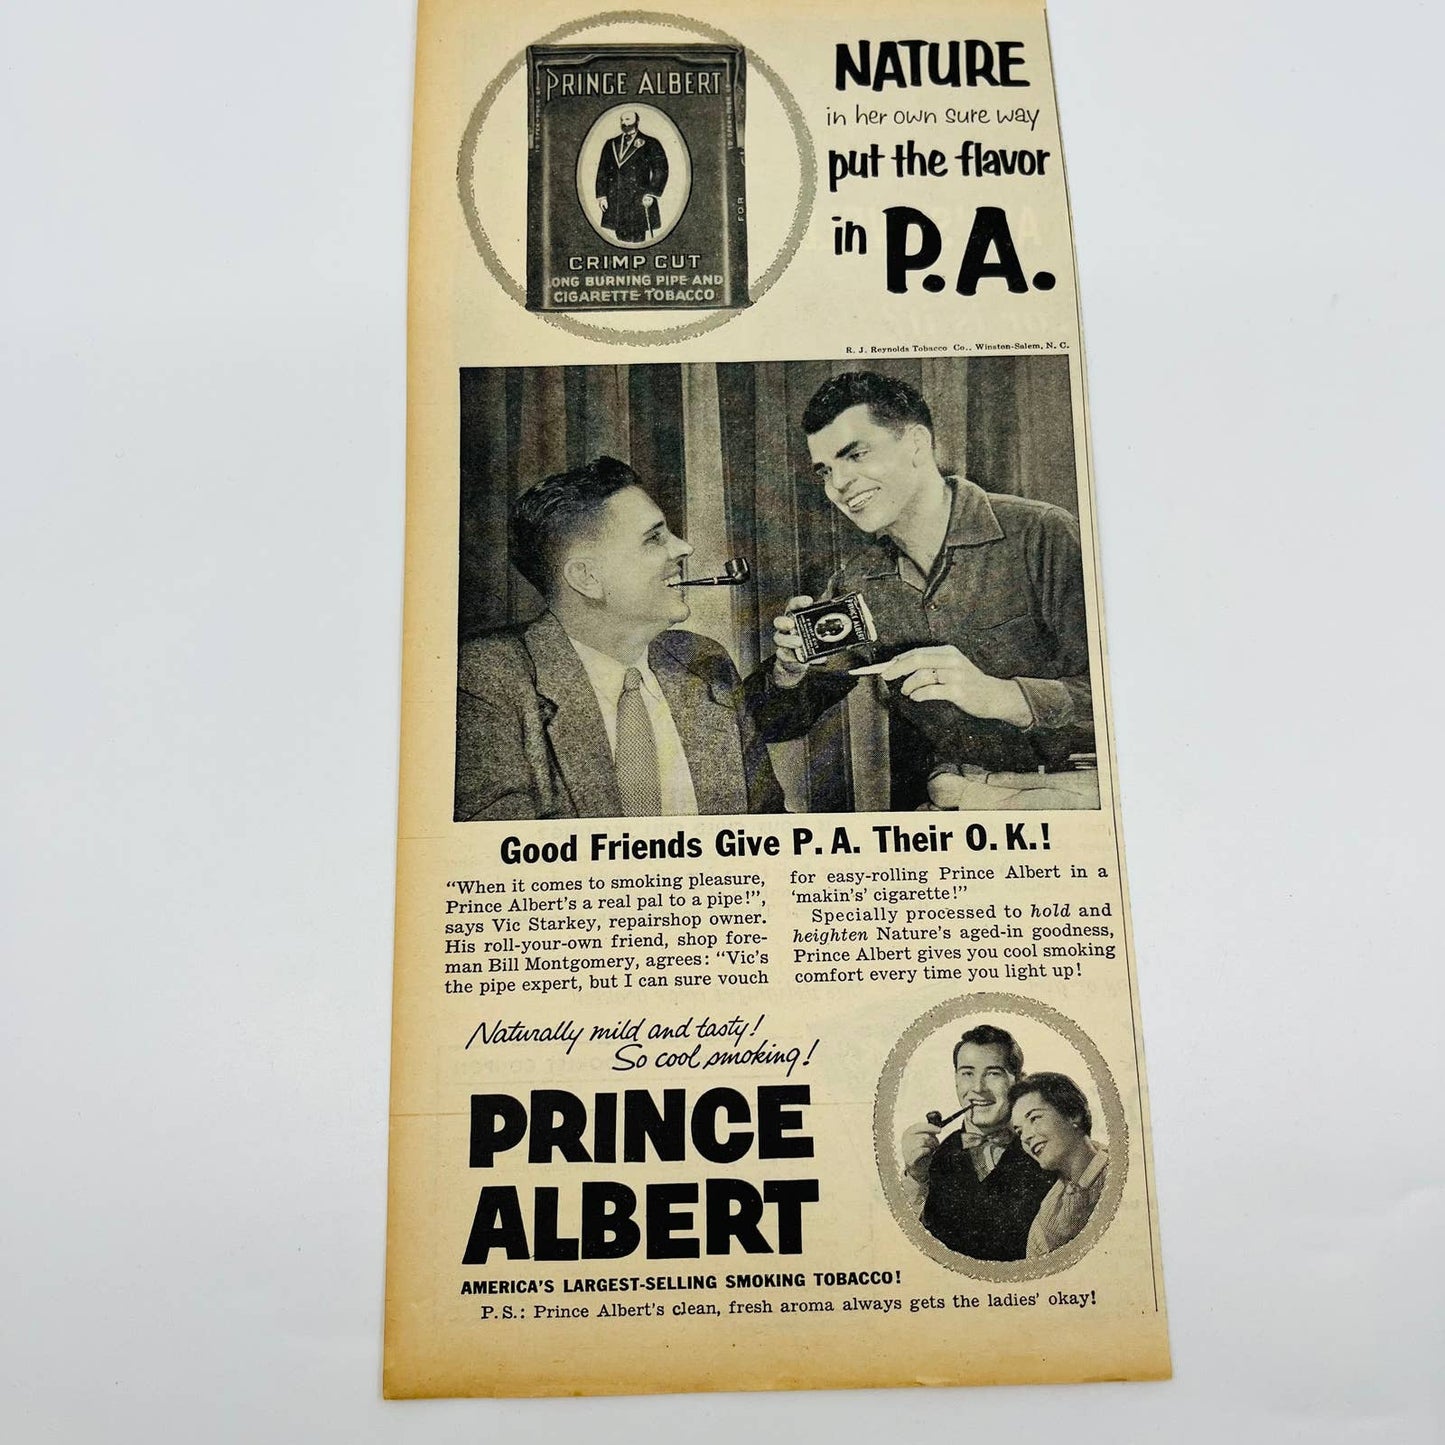 PRINCE ALBERT
CRIMP CUT
ONG BURNING PIPE AND
CIGARETTE TOBACCO
FOR
NATURE
in her own sure way
put the flavor
in P.A.
R. J. Reynolds Tobacco Co., Winston-Salem, N. C.
PRINCE ALBERT
Good Friends Give P. A. Their O. K.!
“When it comes to smoking pleasure,
Prince Albert’s a real pal to a pipe!”,
says Vic Starkey, repairshop owner.
His roll-your-own friend, shop fore-
man Bill Montgomery, agrees: “Vic’s
the pipe expert, but I can sure vouch
for easy-rolling Prince Albert in a
‘makin’s’ cigarette!”
Specially processed to hold and
heighten Nature’s aged-in goodness,
Prince Albert gives you cool smoking
comfort every time you light up!
Naturally mild and tasty!
So cool smoking!
PRINCE
ALBERT
AMERICA’S LARGEST-SELLING SMOKING TOBACCO!
P.S.: Prince Albert’s clean, fresh aroma always gets the ladies’ okay!